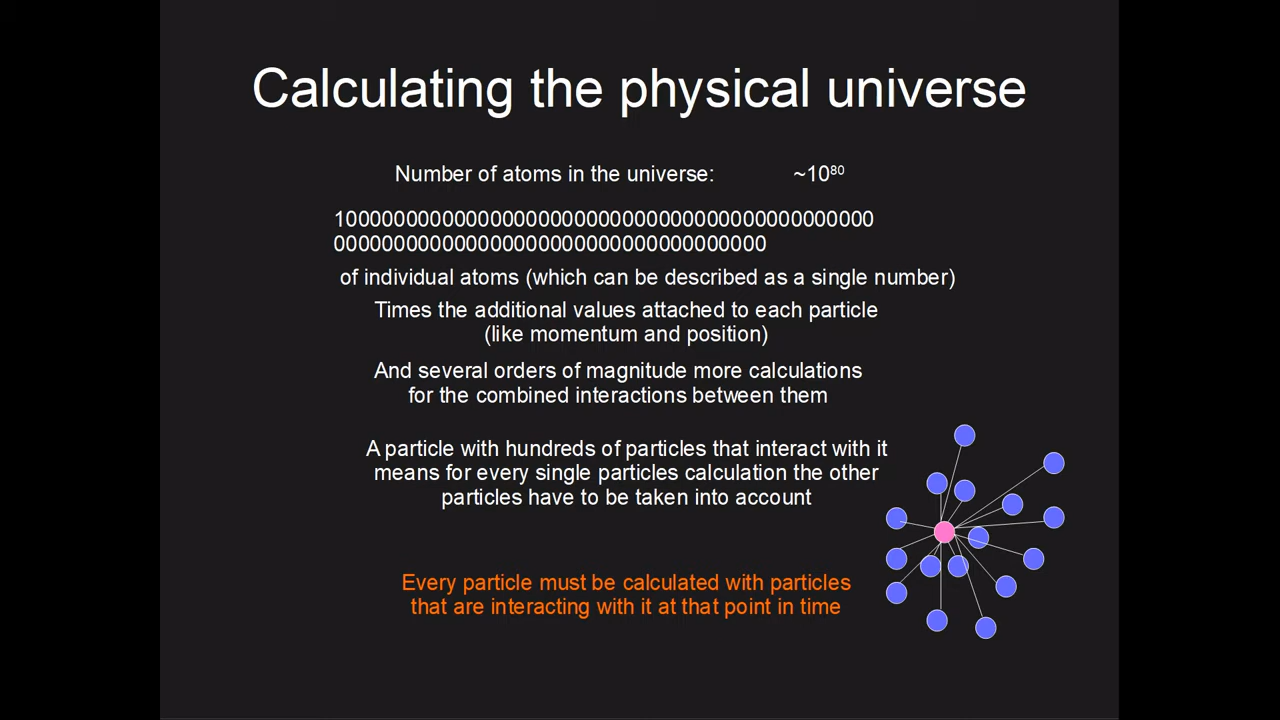 Calculating the physical universe
Number of atoms in the universe: ~10⁸⁰
100000000000000000000000000000000000000000000
000000000000000000000000000000000000
of individual atoms (which can be described as a single number)
Times the additional values attached to each particle
(like momentum and position)
And several orders of magnitude more calculations
for the combined interactions between them
A particle with hundreds of particles that interact with it
means for every single particles calculation the other
particles have to be taken into account
Every particle must be calculated with particles
that are interacting with it at that point in time